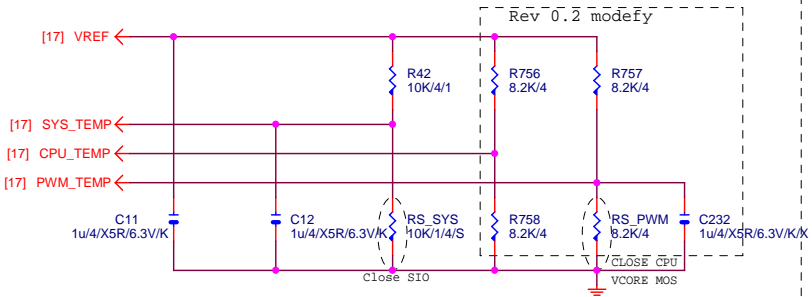 Rev 0.2 modefy
[17] VREF
R42
10K/4/1
R756
8.2K/4
R757
8.2K/4
[17] SYS_TEMP
[17] CPU_TEMP
[17] PWM_TEMP
C11
1u/4/X5R/6.3V/K
C12
1u/4/X5R/6.3V/K
RS_SYS
10K/1/4/S
R758
8.2K/4
RS_PWM
8.2K/4
C232
1u/4/X5R/6.3V/K/X
Close SIO
CLOSE CPU
VCORE MOS